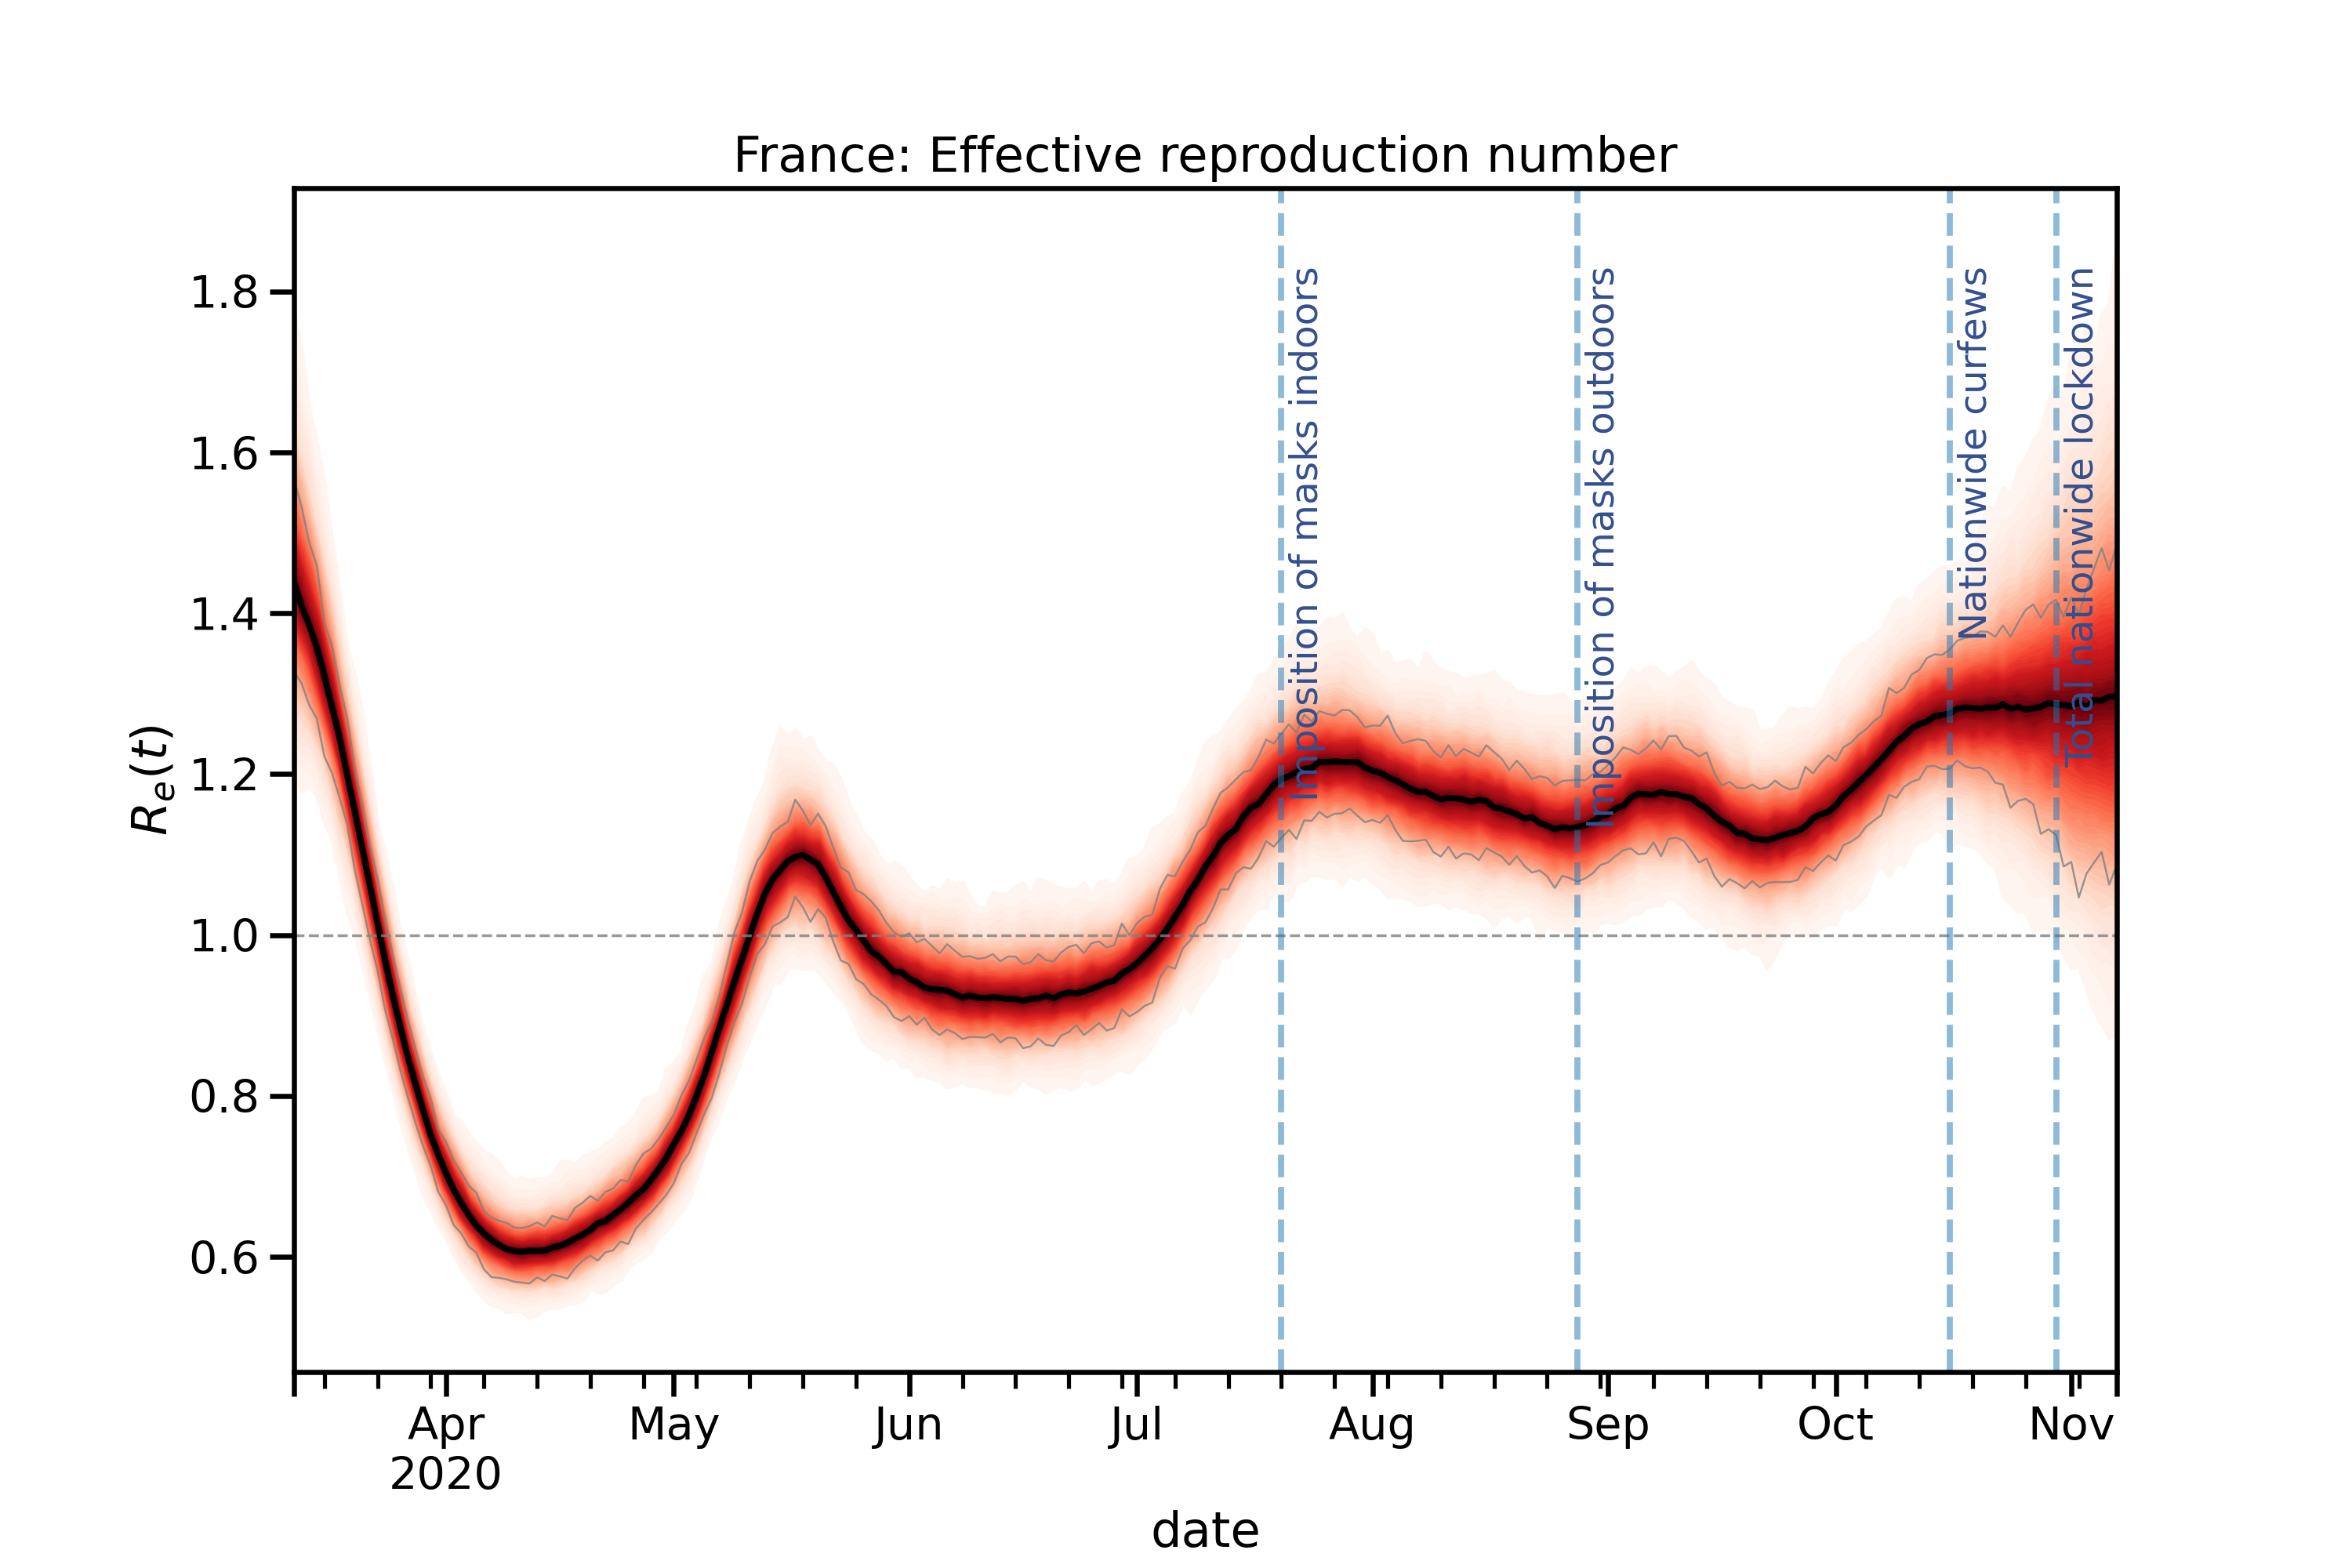 France: Effective reproduction number
1.8
1.6
1.4
1.2
1.0
0.8
0.6
Re(t)
Imposition of masks indoors
Imposition of masks outdoors
Nationwide curfews
Total nationwide lockdown
Apr May Jun Jul Aug Sep Oct Nov
2020
date